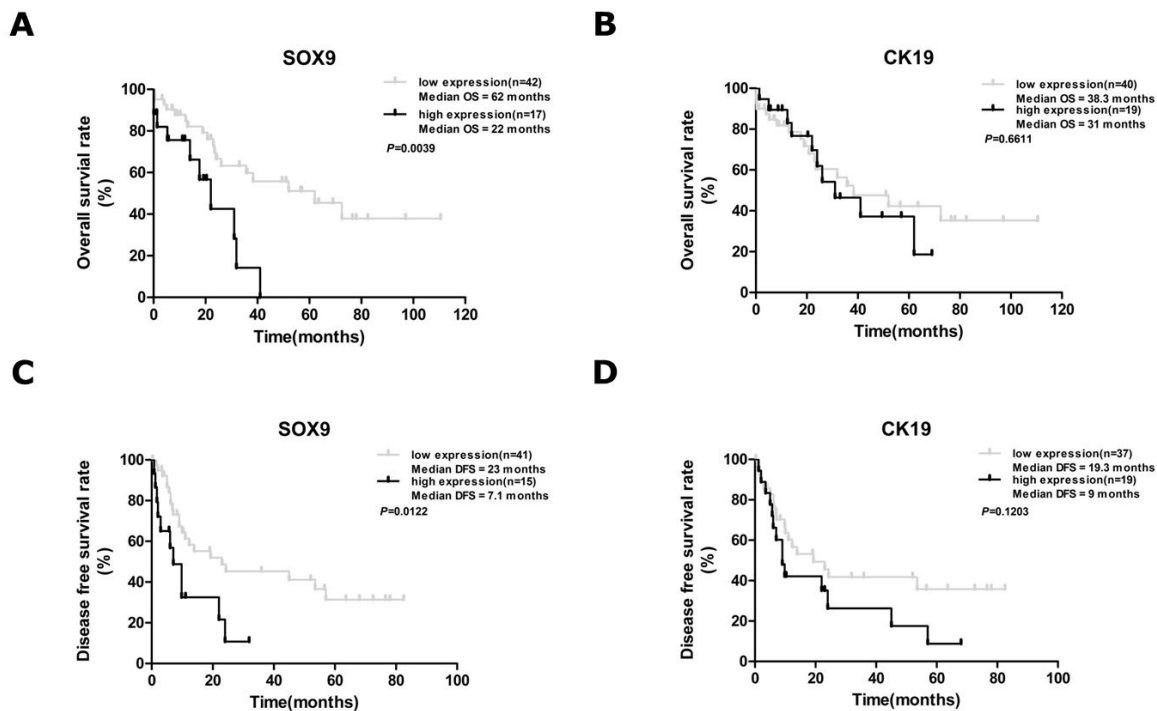 A
SOX9
low expression(n=42)
Median OS = 62 months
high expression(n=17)
Median OS = 22 months
P=0.0039
Overall survial rate
(%)
100
80
60
40
20
0
0 20 40 60 80 100 120
Time(months)
B
CK19
low expression(n=40)
Median OS = 38.3 months
high expression(n=19)
Median OS = 31 months
P=0.6611
Overall survival rate
(%)
100
80
60
40
20
0
0 20 40 60 80 100 120
Time(months)
C
SOX9
low expression(n=41)
Median DFS = 23 months
high expression(n=15)
Median DFS = 7.1 months
P=0.0122
Disease free survival rate
(%)
100
80
60
40
20
0
0 20 40 60 80 100
Time(months)
D
CK19
low expression(n=37)
Median DFS = 19.3 months
high expression(n=19)
Median DFS = 9 months
P=0.1203
Disease free survival rate
(%)
100
80
60
40
20
0
0 20 40 60 80 100
Time(months)